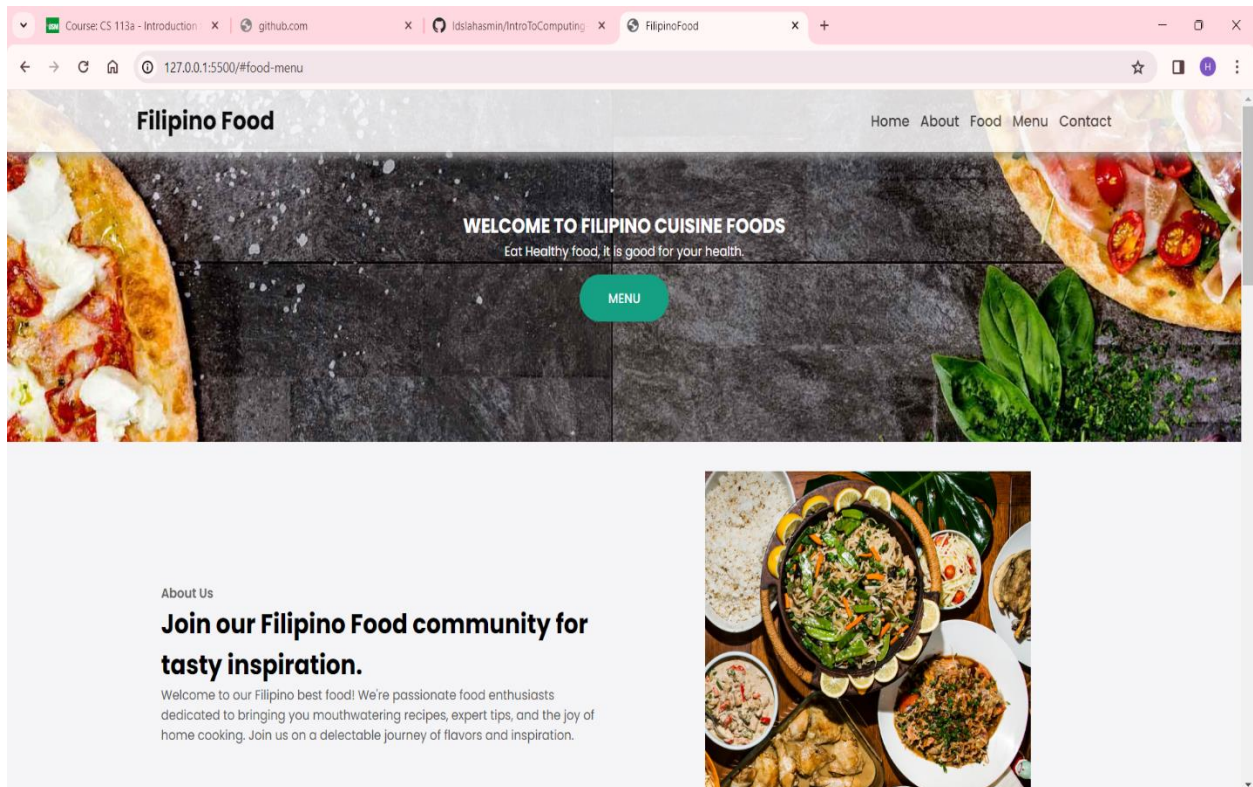 Course: CS 113a - Introduction
github.com
Idslahasmin/IntroToComputing
FilipinoFood
127.0.0.1:5500/#food-menu
H
Filipino Food
Home About Food Menu Contact
WELCOME TO FILIPINO CUISINE FOODS
Eat Healthy food, it is good for your health.
MENU
About Us
Join our Filipino Food community for
tasty inspiration.
Welcome to our Filipino best food! We're passionate food enthusiasts
dedicated to bringing you mouthwatering recipes, expert tips, and the joy of
home cooking. Join us on a delectable journey of flavors and inspiration.